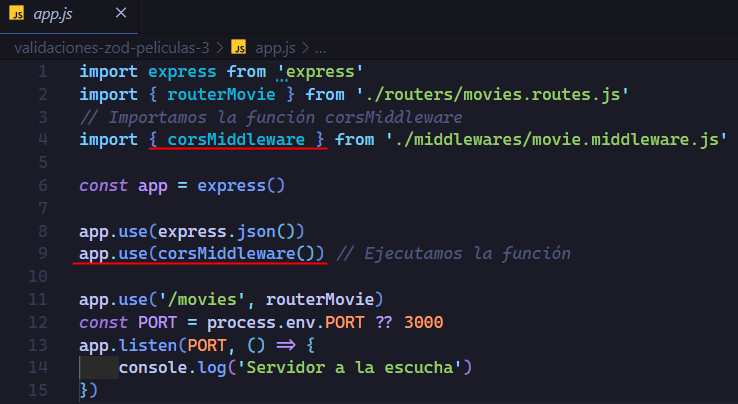 JS app.js ×
validaciones-zod-peliculas-3 > JS app.js > ...
1 import express from 'express'
2 import { routerMovie } from './routers/movies.routes.js'
3 // Importamos la función corsMiddleware
4 import { corsMiddleware } from './middlewares/movie.middleware.js'
5
6 const app = express()
7
8 app.use(express.json())
9 app.use(corsMiddleware()) // Ejecutamos la función
10
11 app.use('/movies', routerMovie)
12 const PORT = process.env.PORT ?? 3000
13 app.listen(PORT, () => {
14 console.log('Servidor a la escucha')
15 })